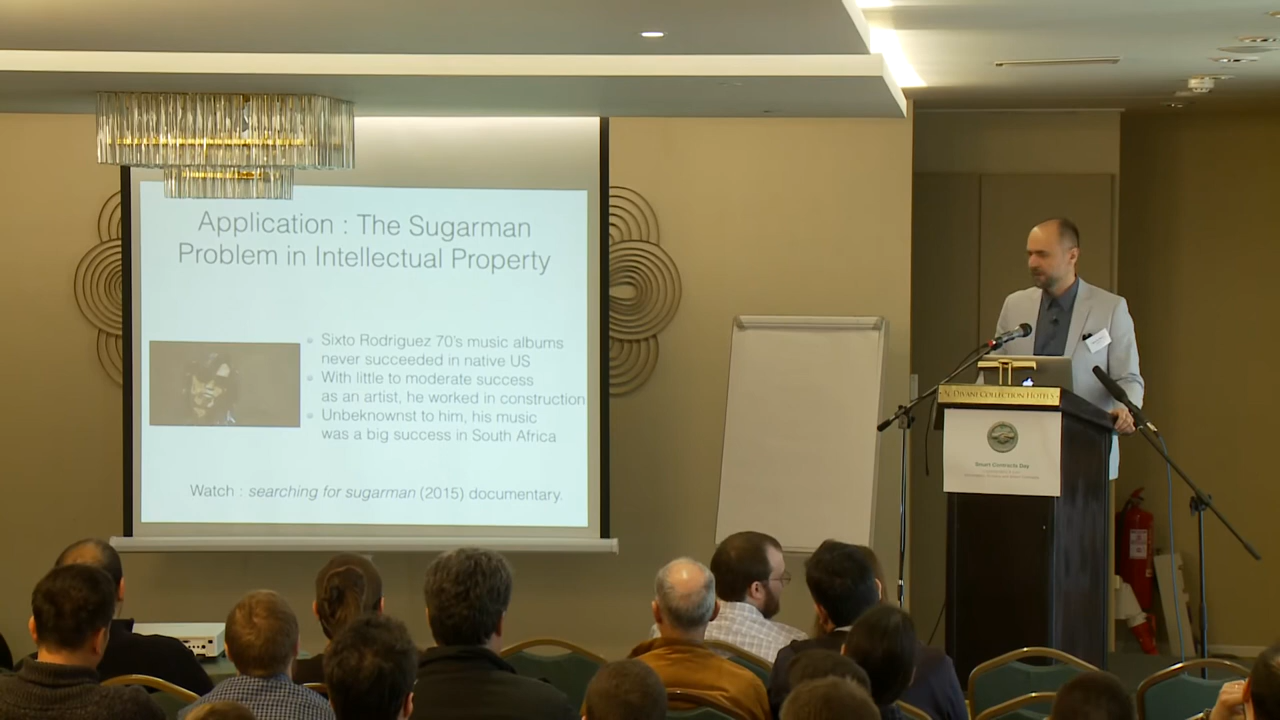 Application : The Sugarman
Problem in Intellectual Property
Sixto Rodriguez 70's music albums
never succeeded in native US
With little to moderate success
as an artist, he worked in construction
Unbeknownst to him, his music
was a big success in South Africa
Watch : searching for sugarman (2015) documentary.
DIVANI COLLECTION HOTELS
Smart Contracts Day